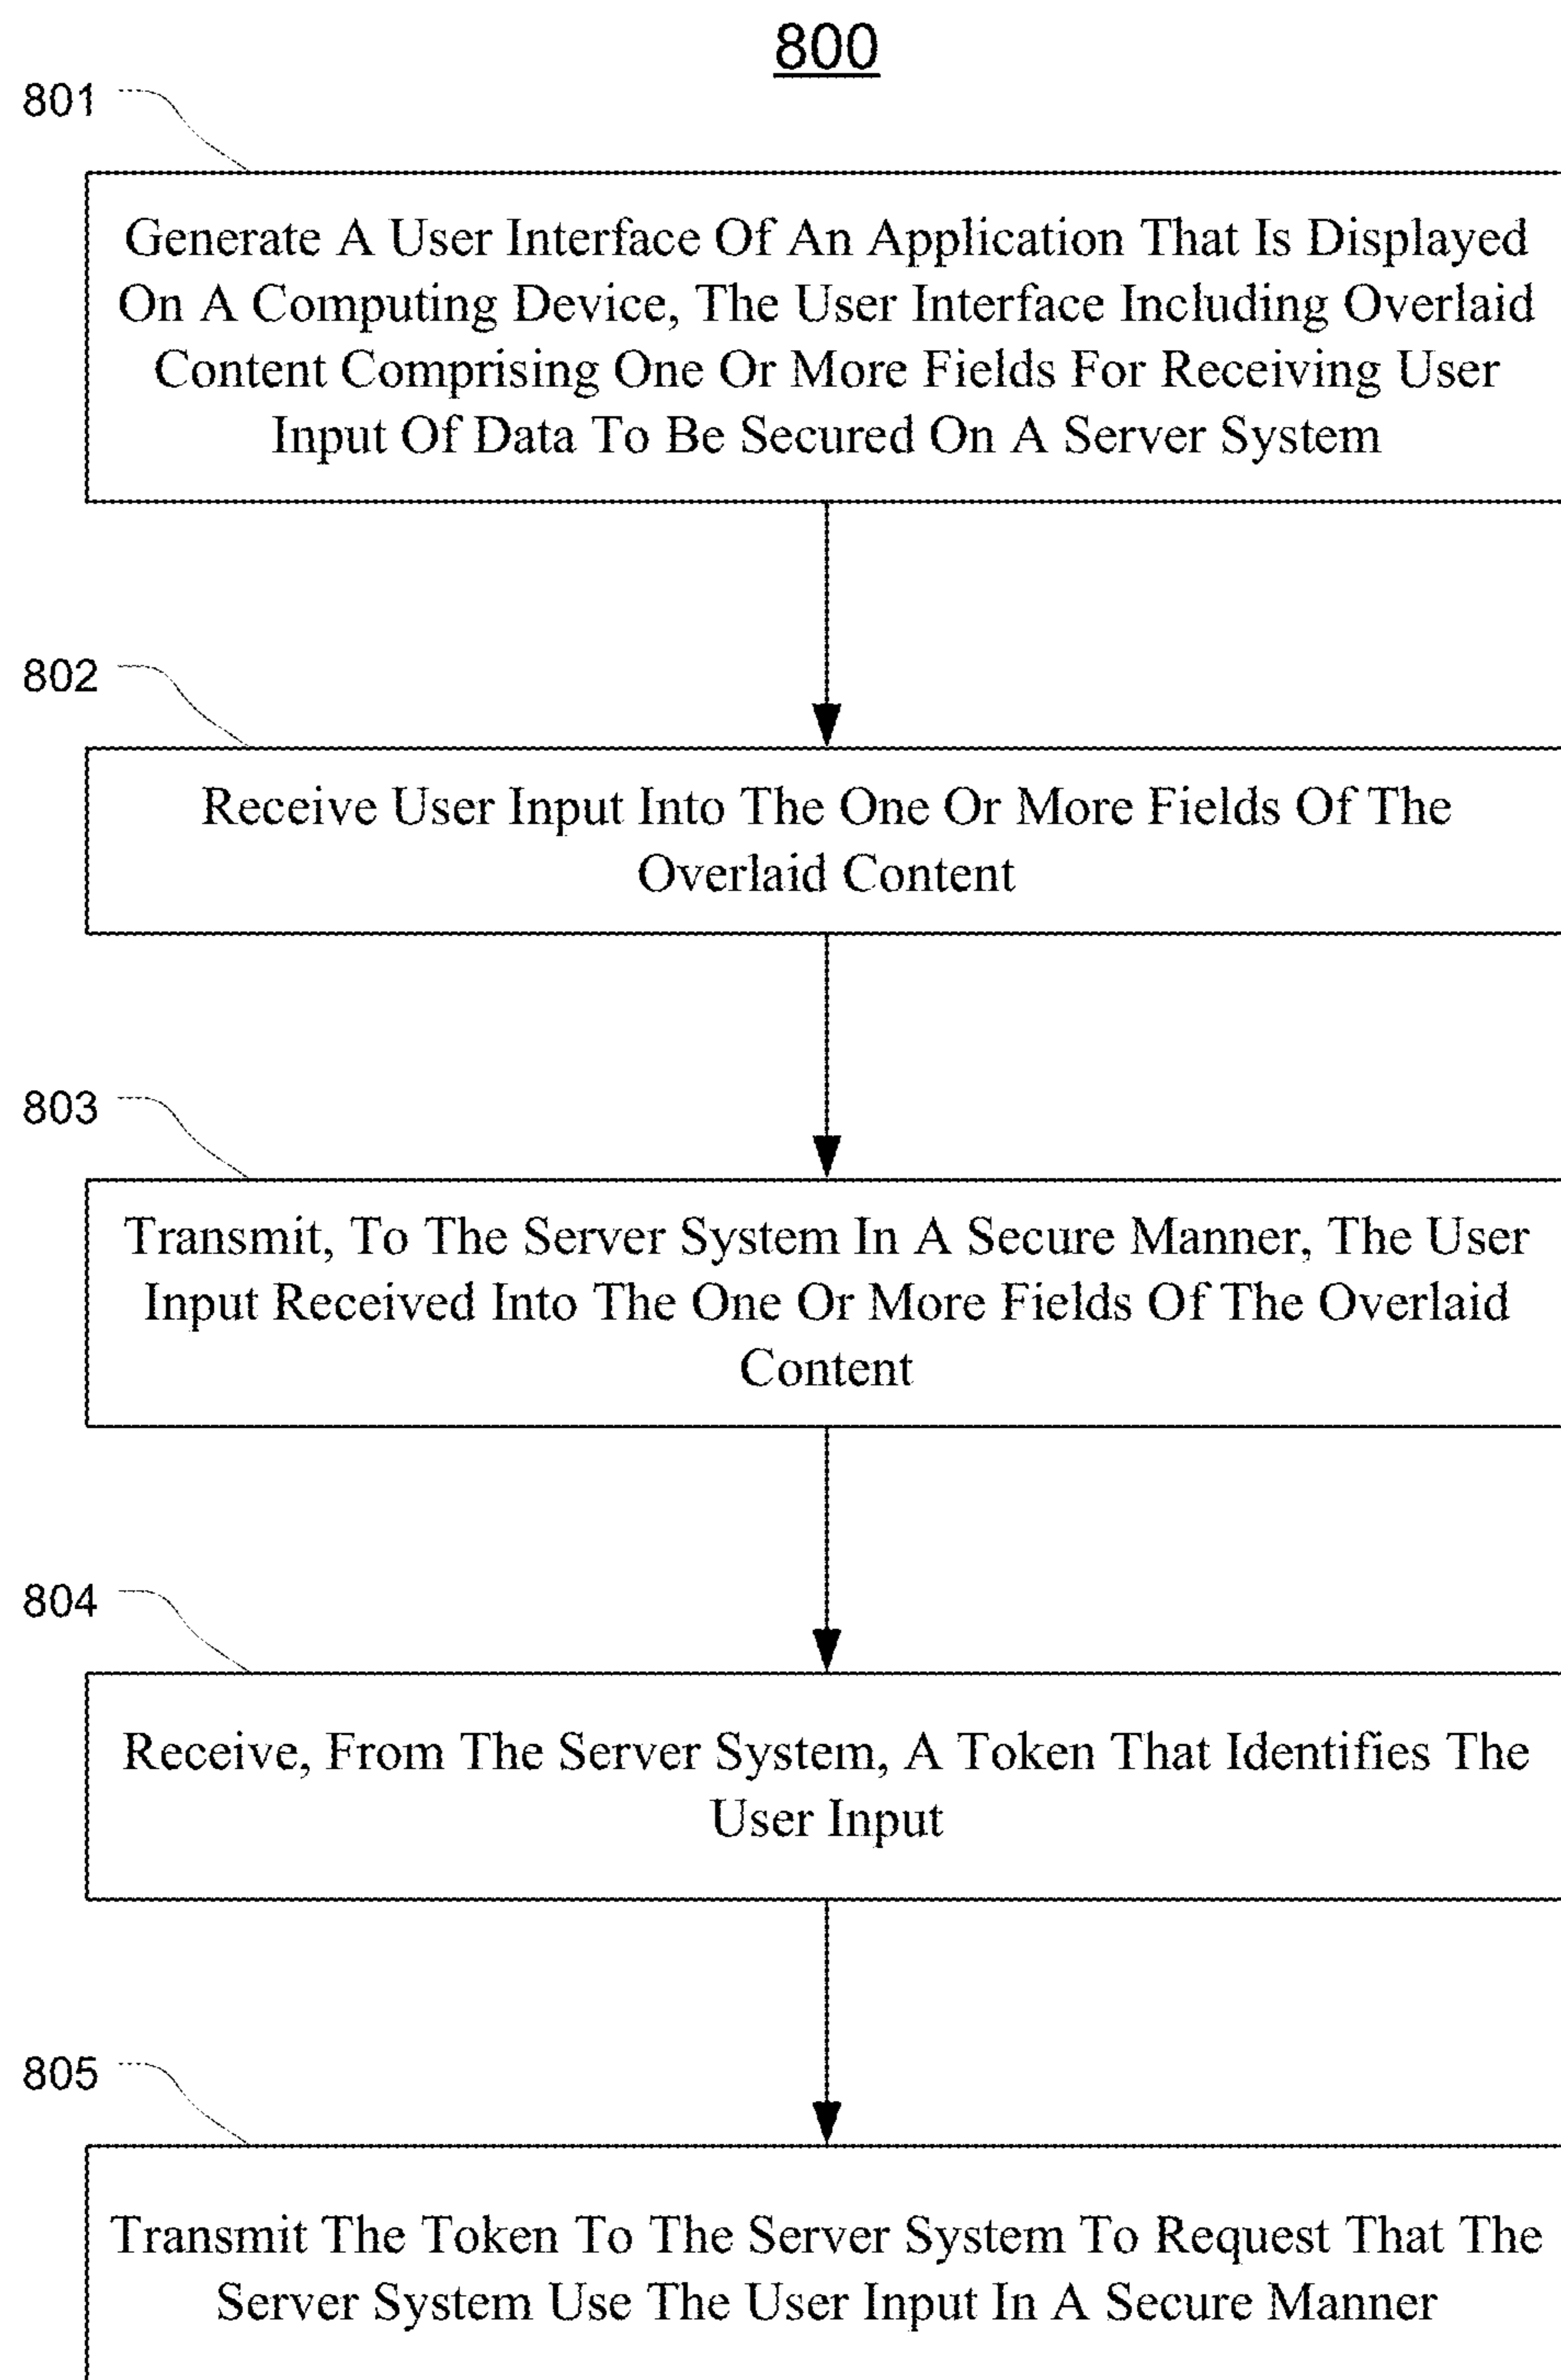 800
801
Generate A User Interface Of An Application That Is Displayed
On A Computing Device, The User Interface Including Overlaid
Content Comprising One Or More Fields For Receiving User
Input Of Data To Be Secured On A Server System
802
Receive User Input Into The One Or More Fields Of The
Overlaid Content
803
Transmit, To The Server System In A Secure Manner, The User
Input Received Into The One Or More Fields Of The Overlaid
Content
804
Receive, From The Server System, A Token That Identifies The
User Input
805
Transmit The Token To The Server System To Request That The
Server System Use The User Input In A Secure Manner